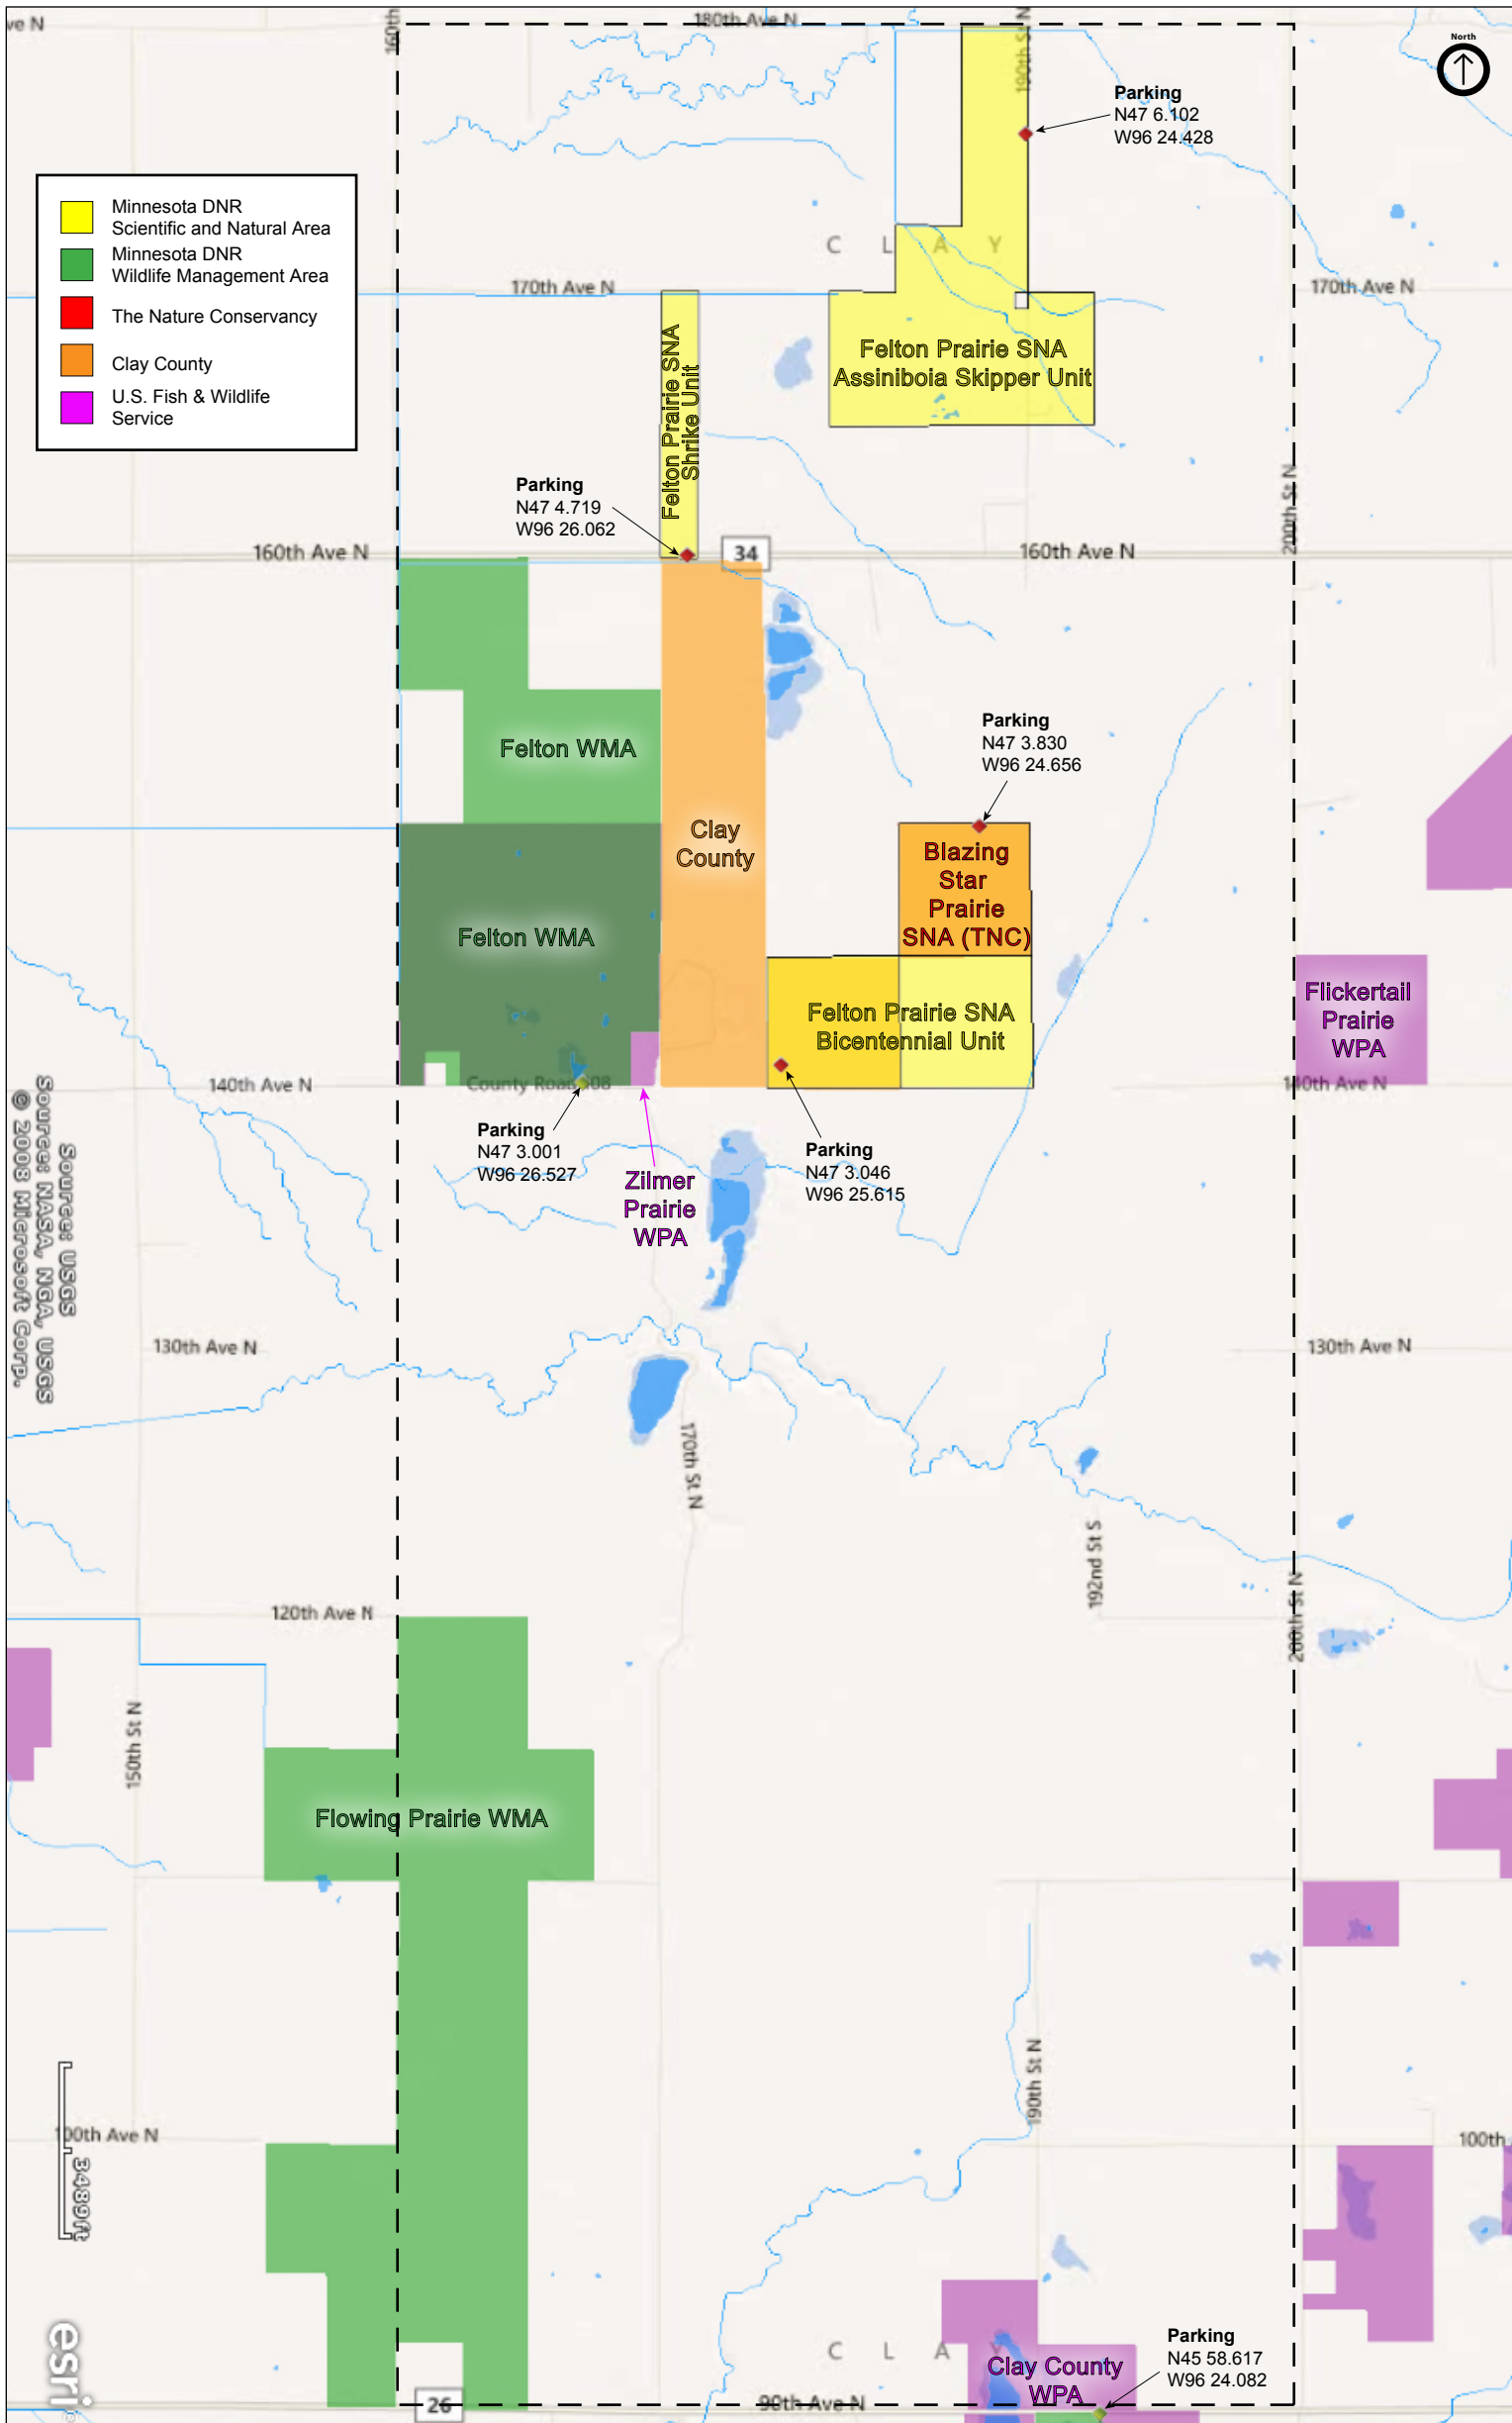 ve N
160th
180th Ave N
190th St N
North
Parking
N47 6.102
W96 24.428
Minnesota DNR
Scientific and Natural Area
Minnesota DNR
Wildlife Management Area
The Nature Conservancy
Clay County
U.S. Fish & Wildlife
Service
C L A Y
170th Ave N
170th Ave N
Felton Prairie SNA
Assiniboia Skipper Unit
Felton Prairie SNA
Shrike Unit
Parking
N47 4.719
W96 26.062
200th St N
160th Ave N
34
160th Ave N
Felton WMA
Parking
N47 3.830
W96 24.656
Clay
County
Blazing
Star
Prairie
SNA (TNC)
Felton WMA
Felton Prairie SNA
Bicentennial Unit
Flickertail
Prairie
WPA
140th Ave N
County Road 108
140th Ave N
Parking
N47 3.001
W96 26.527
Zilmer
Prairie
WPA
Parking
N47 3.046
W96 25.615
Source: USGS
Source: NASA, NGA, USGS
© 2008 Microsoft Corp.
130th Ave N
130th Ave N
170th St N
192nd St S
120th Ave N
200th St N
150th St N
Flowing Prairie WMA
190th St N
100th Ave N
100th
3489ft
C L A Y
Clay County
WPA
Parking
N45 58.617
W96 24.082
26
90th Ave N
esri